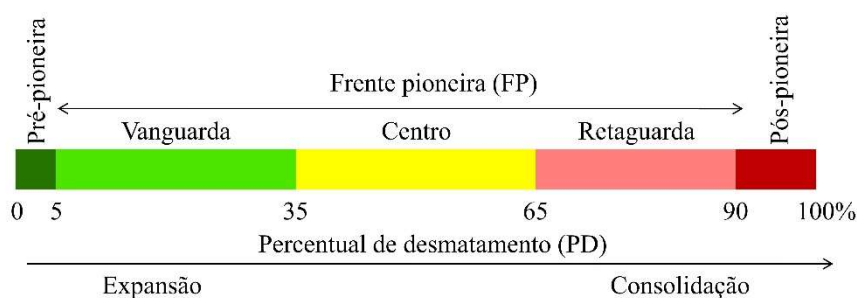 Pré-pioneira
Frente pioneira (FP)
Pós-pioneira
Vanguarda Centro Retaguarda
0 5 35 65 90 100%
Percentual de desmatamento (PD)
Expansão Consolidação